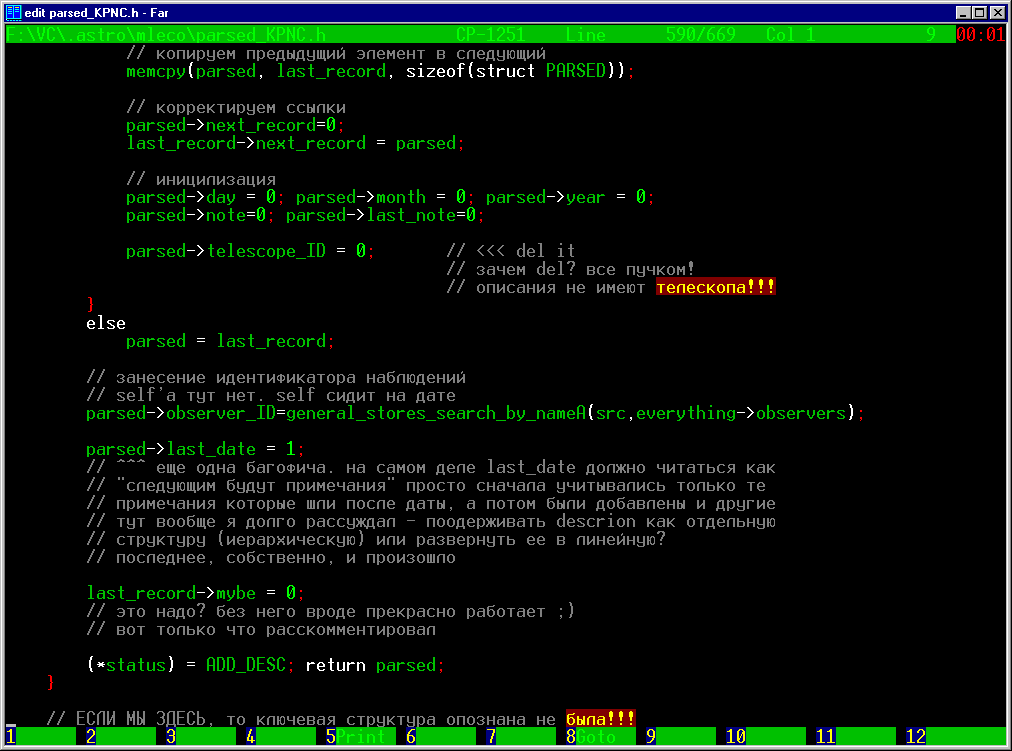 edit parsed_KPNC.h - Far
F:\VC\.astro\mleco\parsed_KPNC.h CP-1251 Line 590/669 Col 1 9 00:01
// копируем предыдущий элемент в следующий
memcpy(parsed, last_record, sizeof(struct PARSED));
// корректируем ссылки
parsed->next_record=0;
last_record->next_record = parsed;
// иницилизация
parsed->day = 0; parsed->month = 0; parsed->year = 0;
parsed->note=0; parsed->last_note=0;
parsed->telescope_ID = 0; // <<< del it
// зачем del? все пучком!
// описания не имеют телескопа!!!
}
else
parsed = last_record;
// занесение идентификатора наблюдений
// self'а тут нет. self сидит на дате
parsed->observer_ID=general_stores_search_by_nameA(src,everything->observers);
parsed->last_date = 1;
// ^^^ еще одна багофича. на самом деле last_date должно читаться как
// "следующим будут примечания" просто сначала учитывались только те
// примечания которые шли после даты, а потом были добавлены и другие
// тут вообще я долго рассуждал - поодерживать descrion как отдельную
// структуру (иерархическую) или развернуть ее в линейную?
// последнее, собственно, и произошло
last_record->mybe = 0;
// это надо? без него вроде прекрасно работает ;)
// вот только что расскомментировал
(*status) = ADD_DESC; return parsed;
}
// ЕСЛИ МЫ ЗДЕСЬ, то ключевая структура опознана не была!!!
1 2 3 4 5Print 6 7 8Goto 9 10 11 12